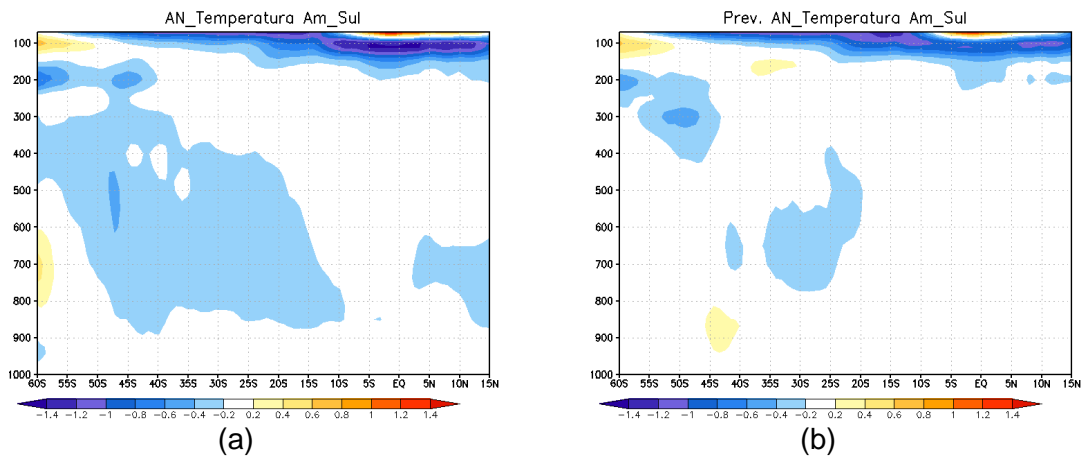 AN_Temperatura Am_Sul
100
200
300
400
500
600
700
800
900
1000
60S 55S 50S 45S 40S 35S 30S 25S 20S 15S 10S 5S EQ 5N 10N 15N
-1.4 -1.2 -1 -0.8 -0.6 -0.4 -0.2 0.2 0.4 0.6 0.8 1 1.2 1.4
(a)
Prev. AN_Temperatura Am_Sul
100
200
300
400
500
600
700
800
900
1000
60S 55S 50S 45S 40S 35S 30S 25S 20S 15S 10S 5S EQ 5N 10N 15N
-1.4 -1.2 -1 -0.8 -0.6 -0.4 -0.2 0.2 0.4 0.6 0.8 1 1.2 1.4
(b)